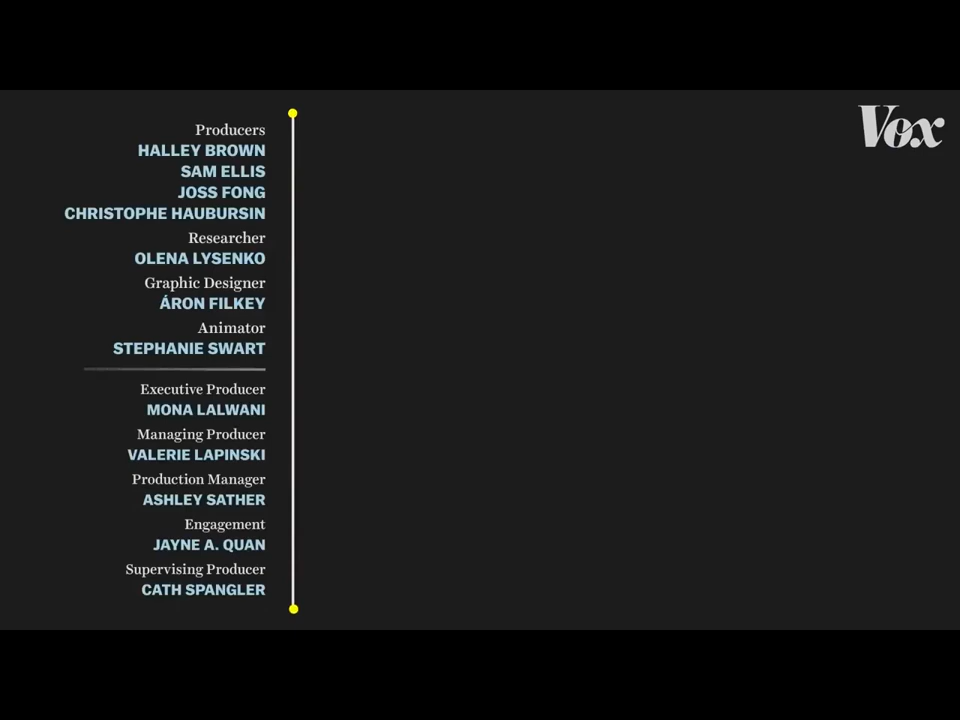 Vox
Producers
HALLEY BROWN
SAM ELLIS
JOSS FONG
CHRISTOPHE HAUBURSIN
Researcher
OLENA LYSENKO
Graphic Designer
ÁRON FILKEY
Animator
STEPHANIE SWART
Executive Producer
MONA LALWANI
Managing Producer
VALERIE LAPINSKI
Production Manager
ASHLEY SATHER
Engagement
JAYNE A. QUAN
Supervising Producer
CATH SPANGLER